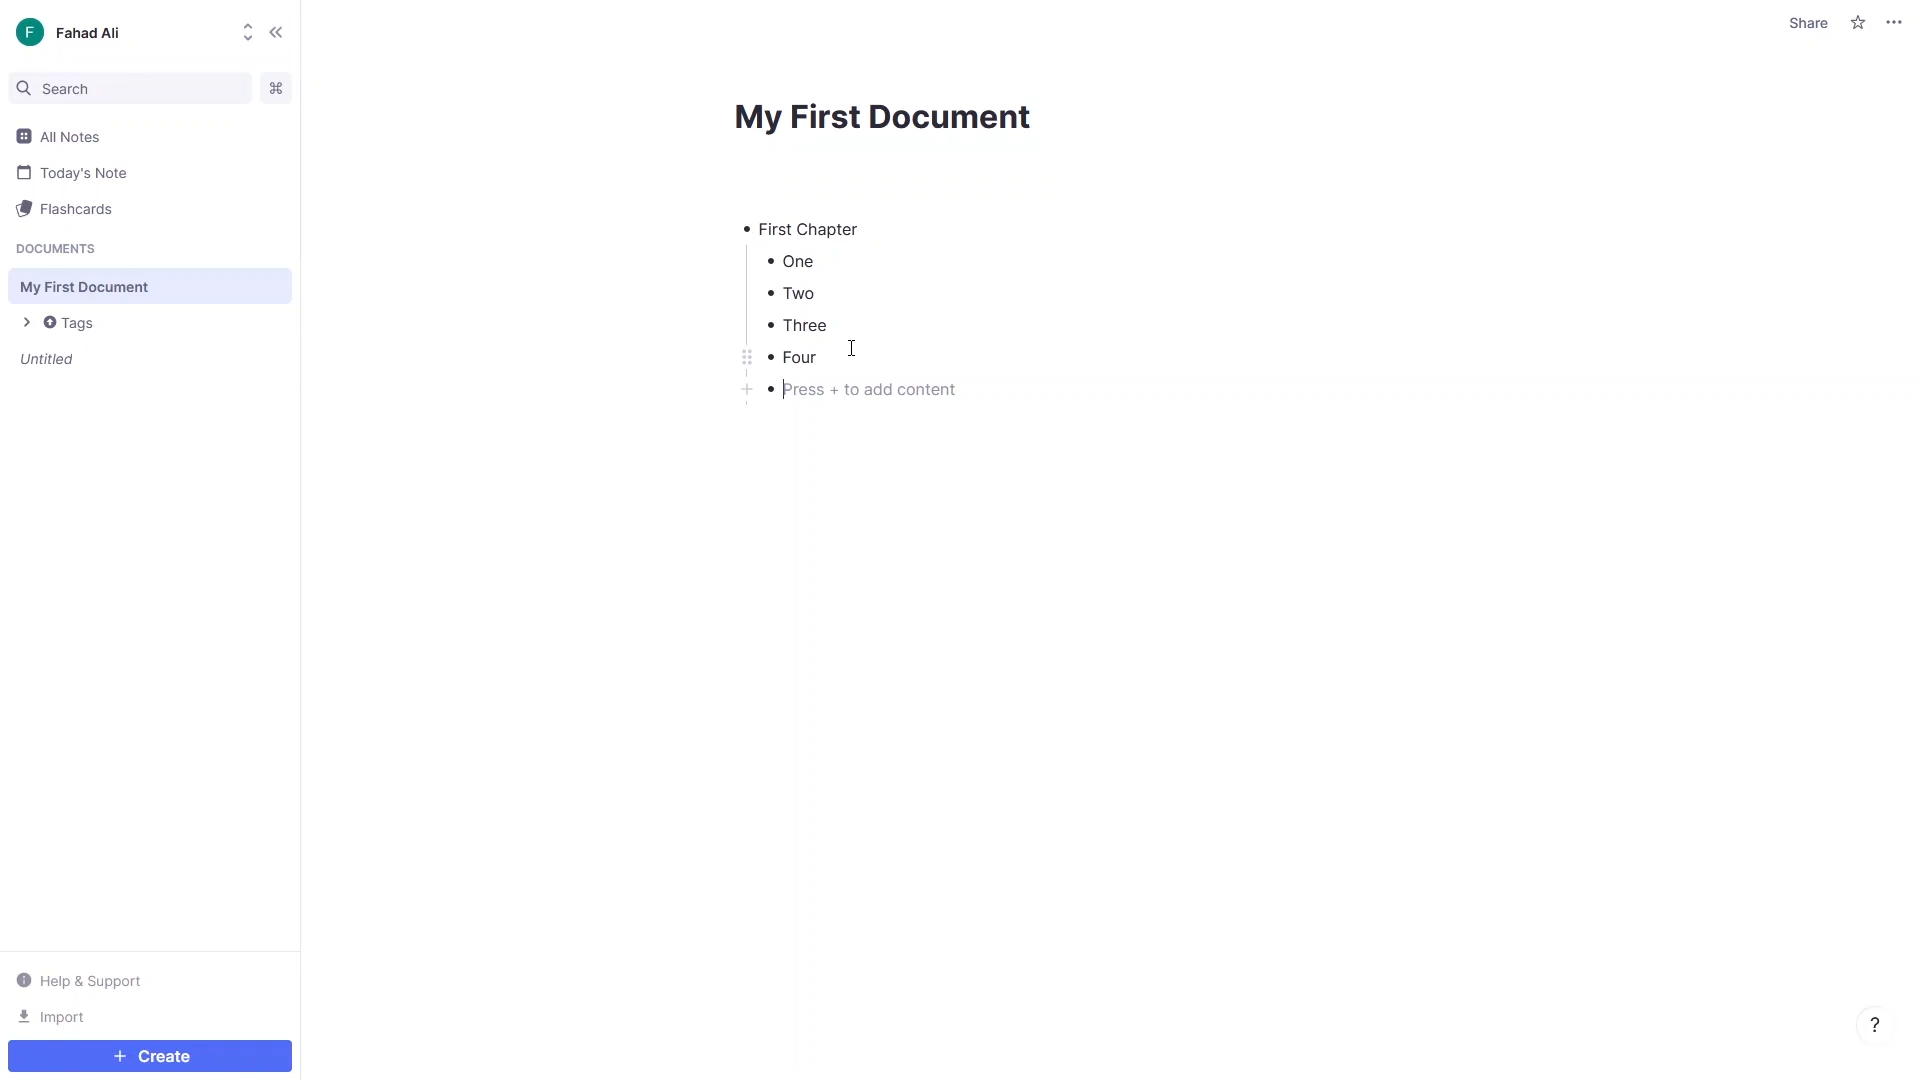 F Fahad Ali
Search ⌘
All Notes
Today's Note
Flashcards
DOCUMENTS
My First Document
Tags
Untitled
Help & Support
Import
+ Create
Share
My First Document
• First Chapter
• One
• Two
• Three
• Four
+ • Press + to add content
?